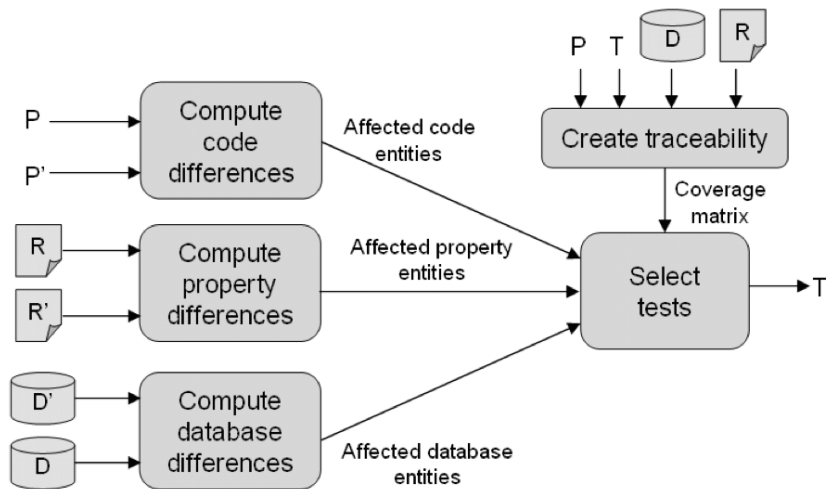 P
T
D
R
Create traceability
Coverage
matrix
P
P'
Compute
code
differences
Affected code
entities
R
R'
Compute
property
differences
Affected property
entities
Select
tests
T
D'
D
Compute
database
differences
Affected database
entities